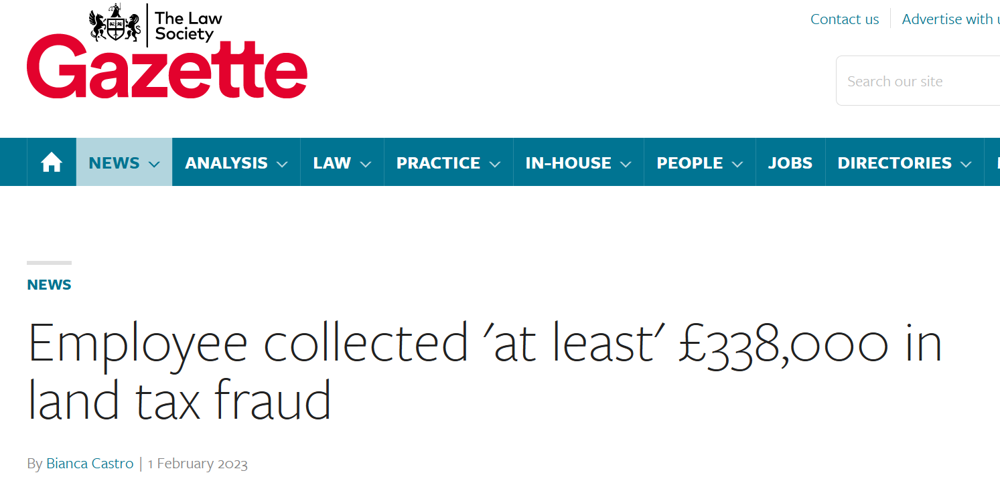 The Law
Society
Gazette
Contact us
Advertise with
Search our site
NEWS
ANALYSIS
LAW
PRACTICE
IN-HOUSE
PEOPLE
JOBS
DIRECTORIES
NEWS
Employee collected 'at least' £338,000 in
land tax fraud
By Bianca Castro | 1 February 2023